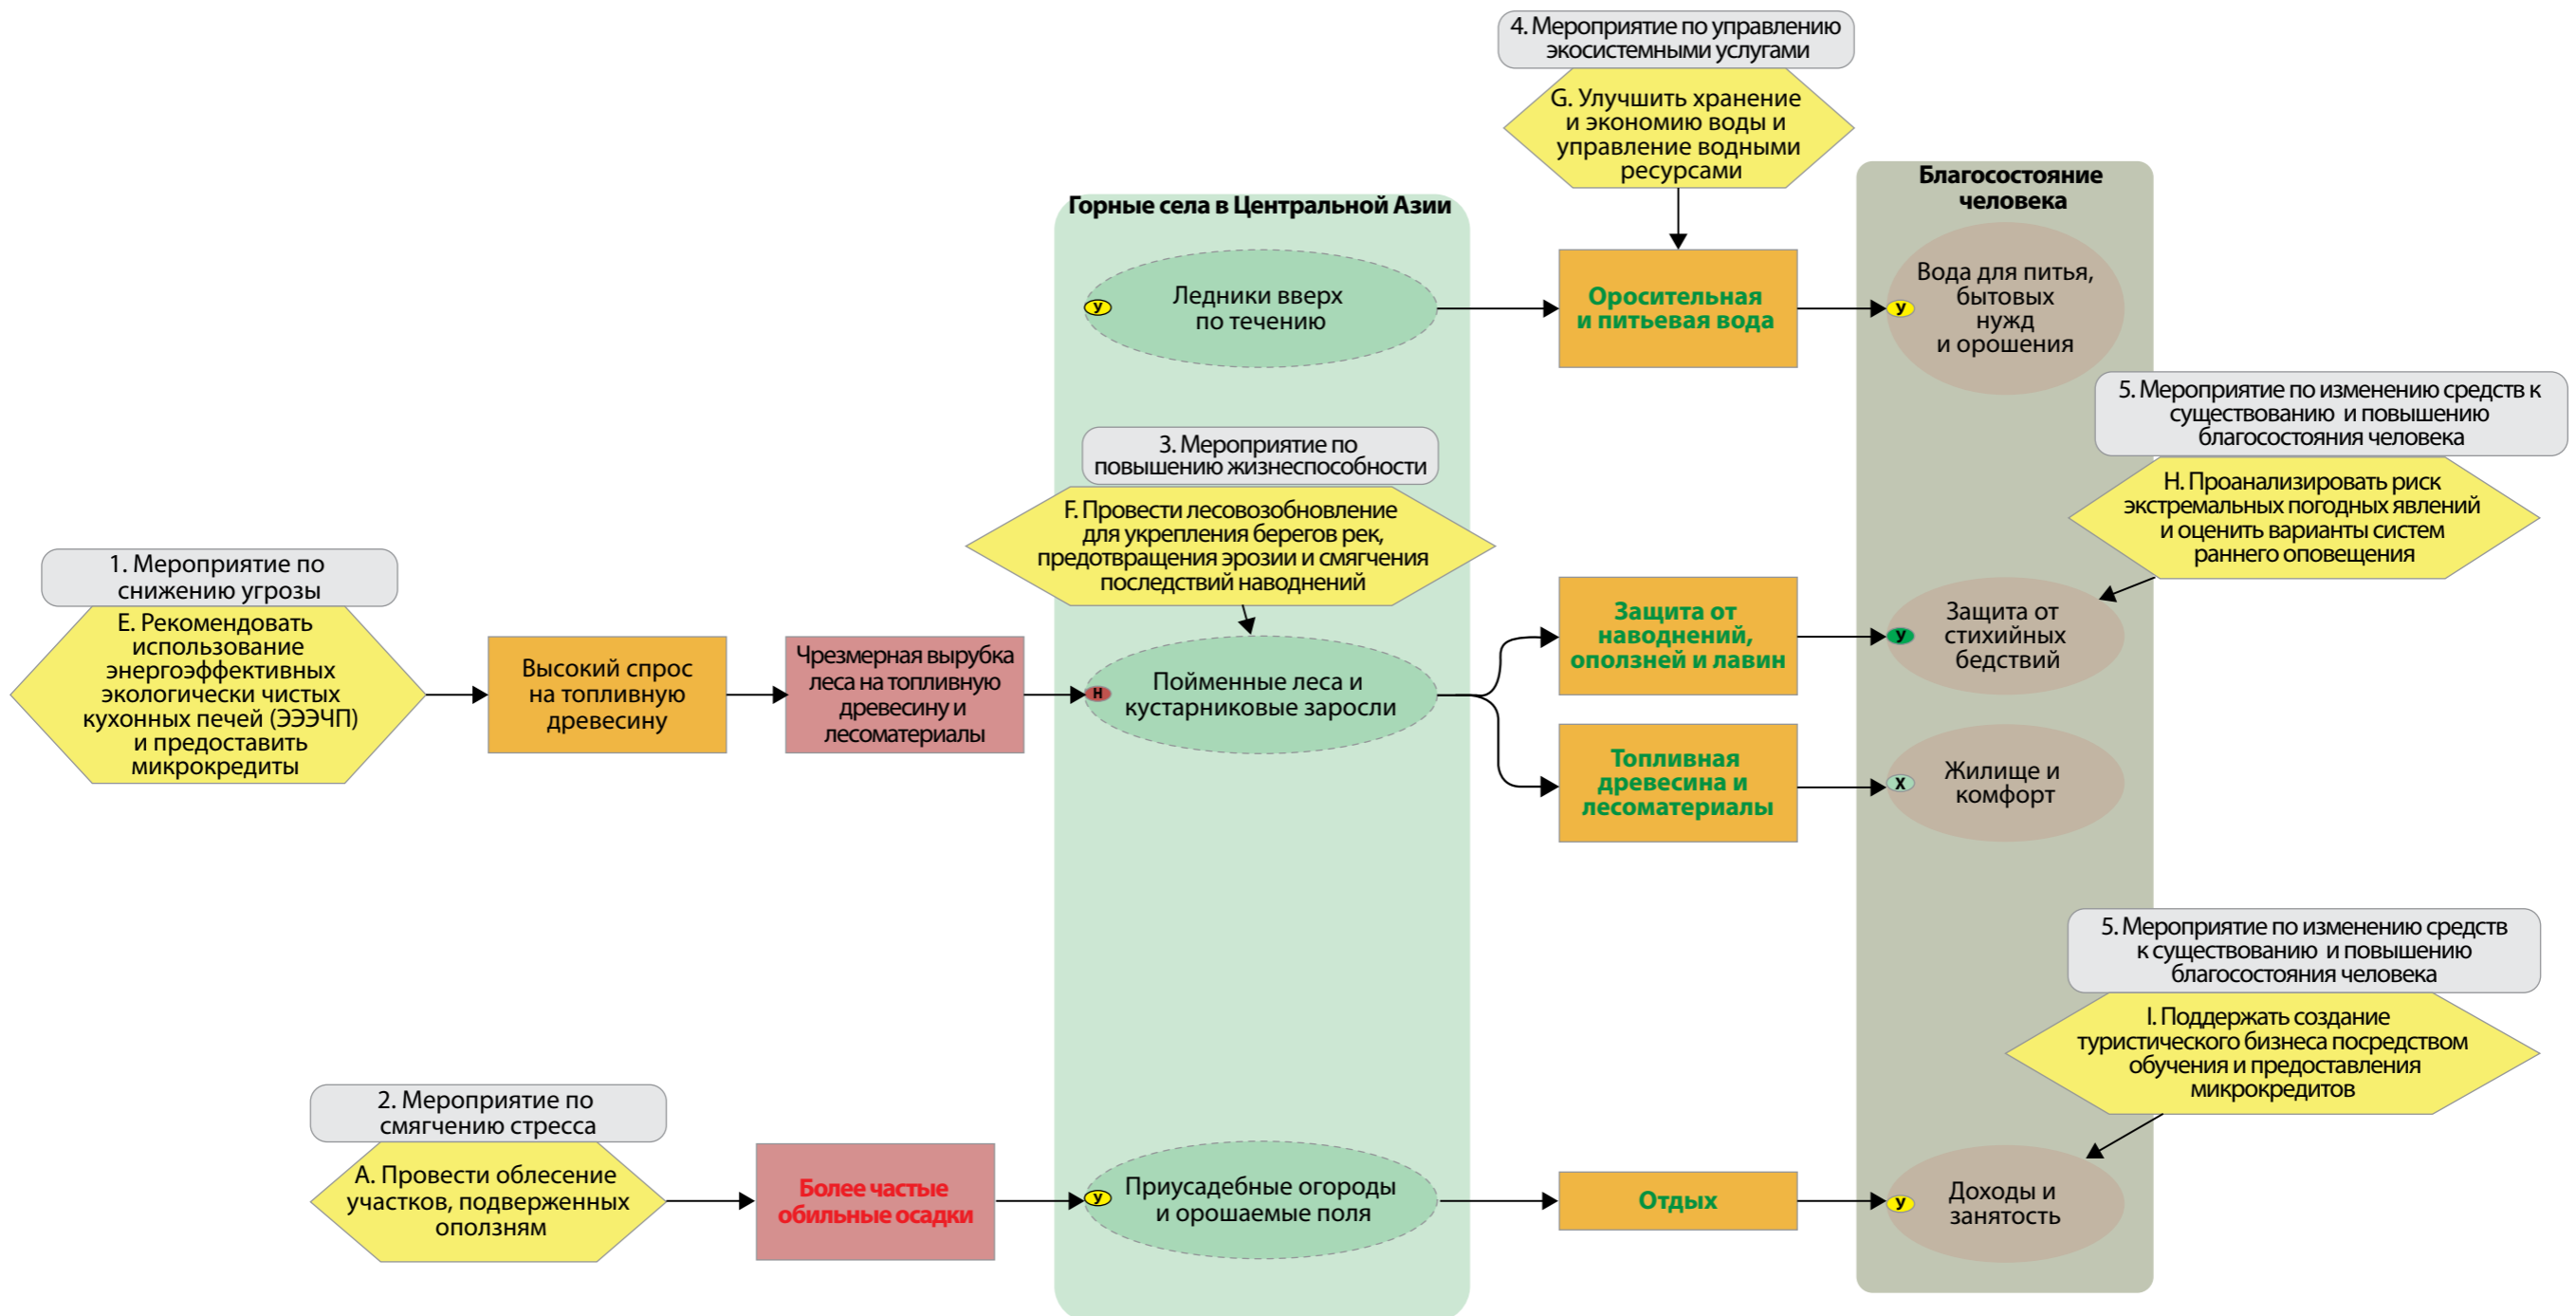 4. Мероприятие по управлению
экосистемными услугами
G. Улучшить хранение
и экономию воды и
управление водными
ресурсами
Благосостояние
человека
Горные села в Центральной Азии
У
Ледники вверх
по течению
Оросительная
и питьевая вода
У
Вода для питья,
бытовых
нужд
и орошения
5. Мероприятие по изменению средств к
существованию и повышению
благосостояния человека
H. Проанализировать риск
экстремальных погодных явлений
и оценить варианты систем
раннего оповещения
3. Мероприятие по
повышению жизнеспособности
F. Провести лесовозобновление
для укрепления берегов рек,
предотвращения эрозии и смягчения
последствий наводнений
1. Мероприятие по
снижению угрозы
E. Рекомендовать
использование
энергоэффективных
экологически чистых
кухонных печей (ЭЭЭЧП)
и предоставить
микрокредиты
Высокий спрос
на топливную
древесину
Чрезмерная вырубка
леса на топливную
древесину и
лесоматериалы
Н
Пойменные леса и
кустарниковые заросли
Защита от
наводнений,
оползней и лавин
У
Защита от
стихийных
бедствий
Топливная
древесина и
лесоматериалы
Х
Жилище и
комфорт
5. Мероприятие по изменению средств
к существованию и повышению
благосостояния человека
I. Поддержать создание
туристического бизнеса посредством
обучения и предоставления
микрокредитов
2. Мероприятие по
смягчению стресса
A. Провести облесение
участков, подверженных
оползням
Более частые
обильные осадки
У
Приусадебные огороды
и орошаемые поля
Отдых
У
Доходы и
занятость